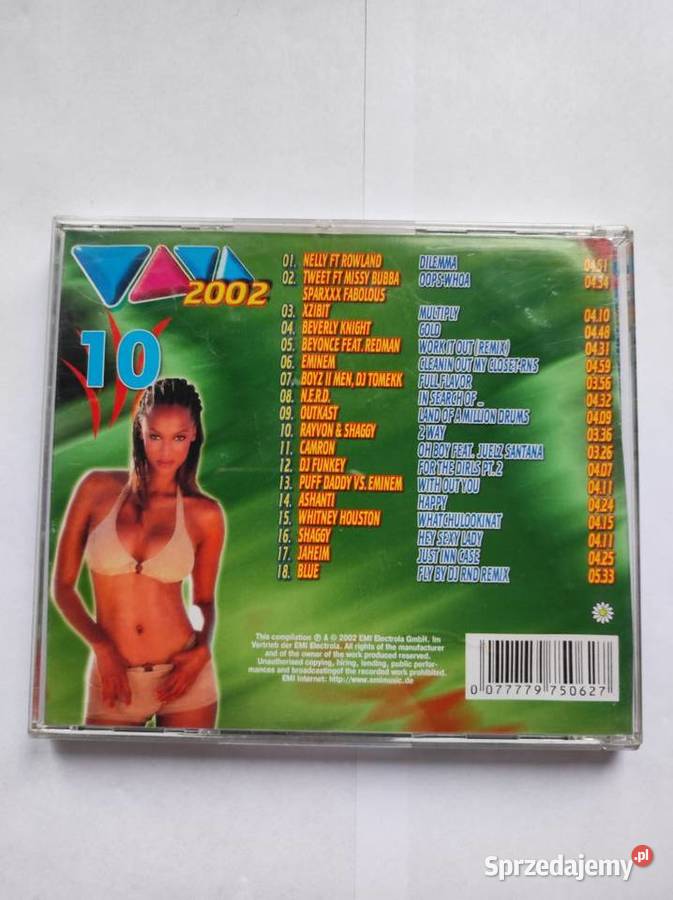 VIVA
2002
10
01. NELLY FT ROWLAND DILEMMA 04.51
02. TWEET FT MISSY BUBBA OOPS-WHOA 04.34
SPARXXX FABOLOUS
03. XZIBIT MULTIPLY 04.10
04. BEVERLY KNIGHT GOLD 04.48
05. BEYONCE FEAT. REDMAN WORK IT OUT (REMIX) 04.31
06. EMINEM CLEANIN OUT MY CLOSET-RNS 04.59
07. BOYZ II MEN, DJ TOMEKK FULL FLAVOR 03.56
08. N.E.R.D. IN SEARCH OF _ 04.32
09. OUTKAST LAND OF A MILLION DRUMS 04.09
10. RAYVON & SHAGGY 2 WAY 03.36
11. CAMRON OH BOY FEAT. JUELZ SANTANA 03.26
12. DJ FUNKEY FOR THE DIRLS PT. 2 04.07
13. PUFF DADDY VS. EMINEM WITH OUT YOU 04.11
14. ASHANTI HAPPY 04.24
15. WHITNEY HOUSTON WHATCHULOOKINAT 04.15
16. SHAGGY HEY SEXY LADY 04.11
17. JAHEIM JUST INN CASE 04.25
18. BLUE FLY BY DJ RND REMIX 05.33
This compilation ℗ & © 2002 EMI Electrola GmbH. Im
Vertrieb der EMI Electrola. All rights of the manufacturer
and of the owner of the work produced reserved.
Unauthorised copying, hiring, lending, public perfor-
mances and broadcastingof the recorded work prohibited.
EMI Internet: http://www.emimusic.de
0 077779 750627
Sprzedajemy.pl